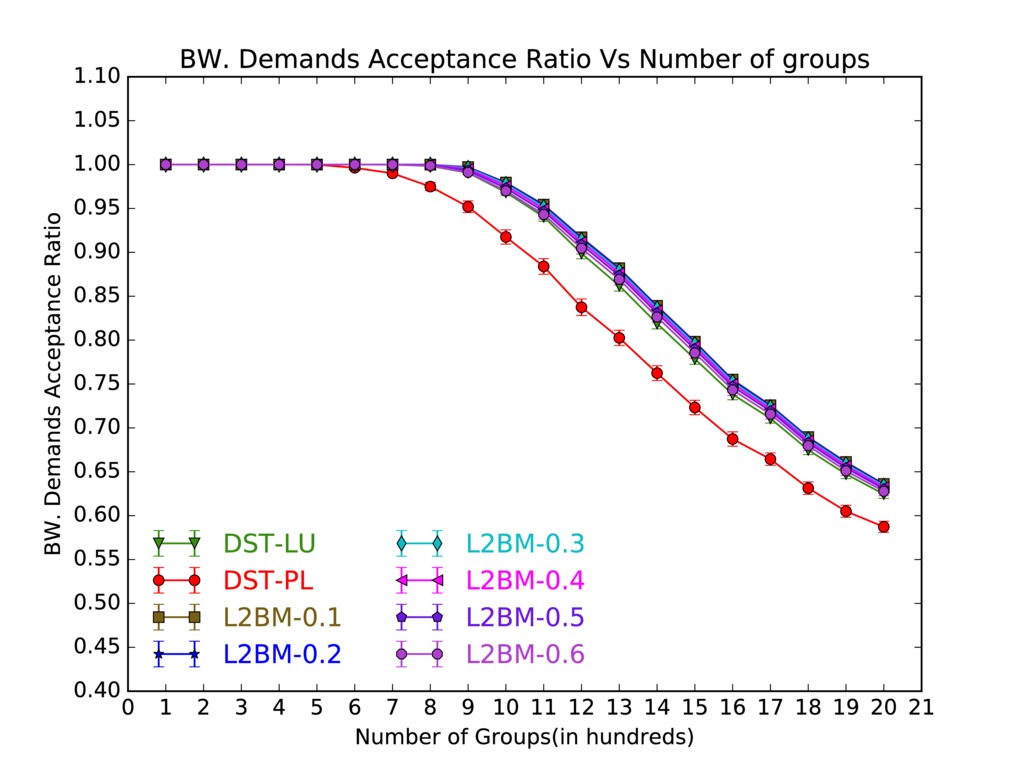 BW. Demands Acceptance Ratio Vs Number of groups
BW. Demands Acceptance Ratio
1.10
1.05
1.00
0.95
0.90
0.85
0.80
0.75
0.70
0.65
0.60
0.55
0.50
0.45
0.40
DST-LU
DST-PL
L2BM-0.1
L2BM-0.2
L2BM-0.3
L2BM-0.4
L2BM-0.5
L2BM-0.6
0 1 2 3 4 5 6 7 8 9 10 11 12 13 14 15 16 17 18 19 20 21
Number of Groups(in hundreds)